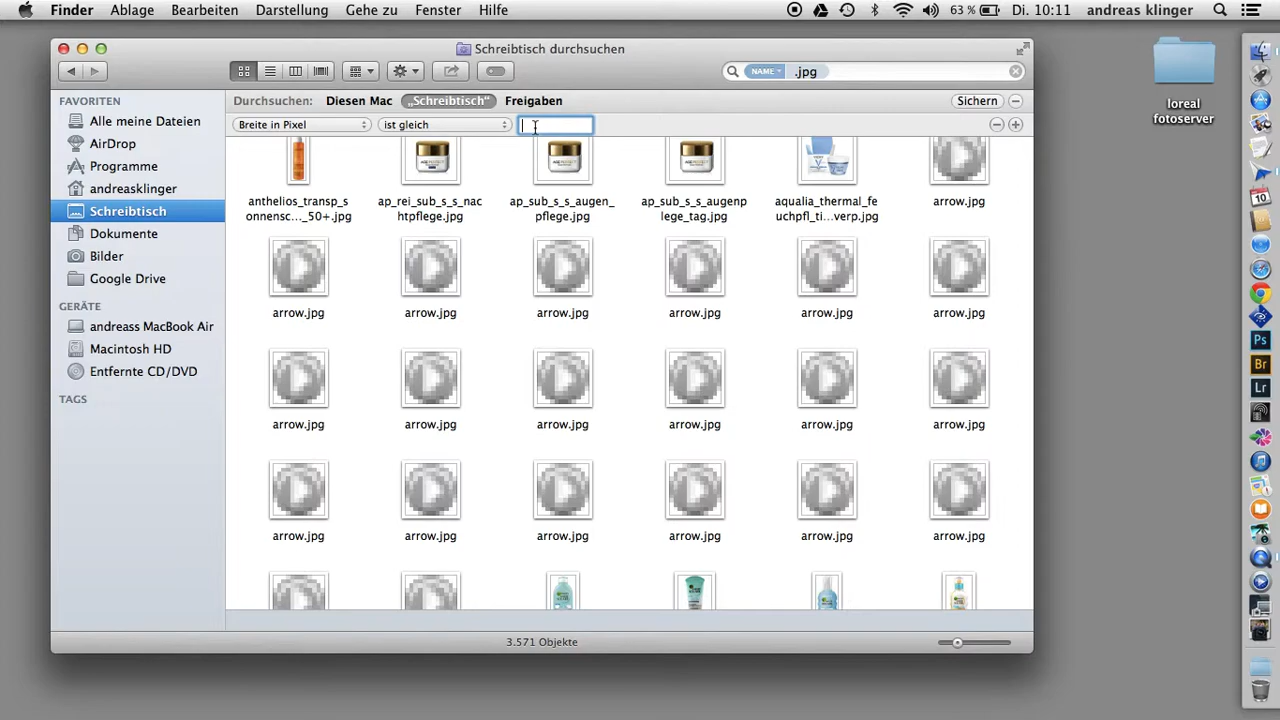 Finder Ablage Bearbeiten Darstellung Gehe zu Fenster Hilfe 63 % Di. 10:11 andreas klinger
Schreibtisch durchsuchen
NAME .jpg
Durchsuchen: Diesen Mac „Schreibtisch“ Freigaben Sichern
Breite in Pixel ist gleich
FAVORITEN
Alle meine Dateien
AirDrop
Programme
andreasklinger
Schreibtisch
Dokumente
Bilder
Google Drive
GERÄTE
andreass MacBook Air
Macintosh HD
Entfernte CD/DVD
TAGS
anthelios_transp_s
onnensc..._50+.jpg
ap_rei_sub_s_s_nac
htpflege.jpg
ap_sub_s_s_augen_
pflege.jpg
ap_sub_s_s_augenp
flege_tag.jpg
aqualia_thermal_fe
uchpfl_ti...verp.jpg
arrow.jpg
arrow.jpg arrow.jpg arrow.jpg arrow.jpg arrow.jpg arrow.jpg
arrow.jpg arrow.jpg arrow.jpg arrow.jpg arrow.jpg arrow.jpg
arrow.jpg arrow.jpg arrow.jpg arrow.jpg arrow.jpg arrow.jpg
3.571 Objekte
loreal
fotoserver
10
Ps
Br
Lr